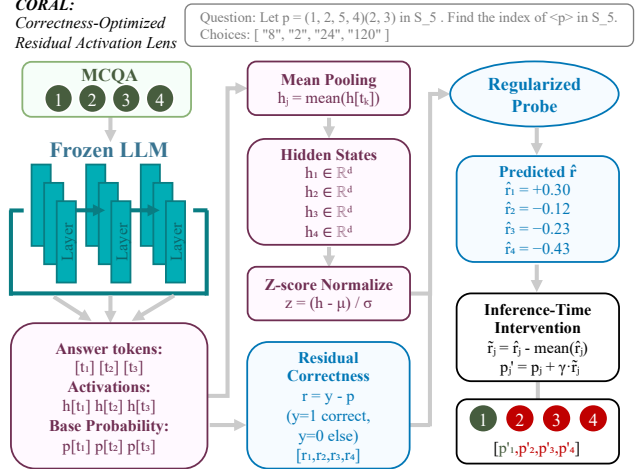 CORAL:
Correctness-Optimized
Residual Activation Lens
Question: Let p = (1, 2, 5, 4)(2, 3) in S_5 . Find the index of <p> in S_5.
Choices: [ "8", "2", "24", "120" ]
MCQA
1 2 3 4
Frozen LLM
Layer Layer Layer
Answer tokens:
[t₁] [t₂] [t₃]
Activations:
h[t₁] h[t₂] h[t₃]
Base Probability:
p[t₁] p[t₂] p[t₃]
Mean Pooling
hⱼ = mean(h[tₖ])
Hidden States
h₁ ∈ ℝᵈ
h₂ ∈ ℝᵈ
h₃ ∈ ℝᵈ
h₄ ∈ ℝᵈ
Z-score Normalize
z = (h - μ) / σ
Residual
Correctness
r = y - p
(y=1 correct,
y=0 else)
[r₁,r₂,r₃,r₄]
Regularized
Probe
Predicted r̂
r̂₁ = +0.30
r̂₂ = −0.12
r̂₃ = −0.23
r̂₄ = −0.43
Inference-Time
Intervention
r̃ⱼ = r̂ⱼ - mean(r̂ⱼ)
pⱼ' = pⱼ + γ·r̃ⱼ
1 2 3 4
[p'₁,p'₂,p'₃,p'₄]